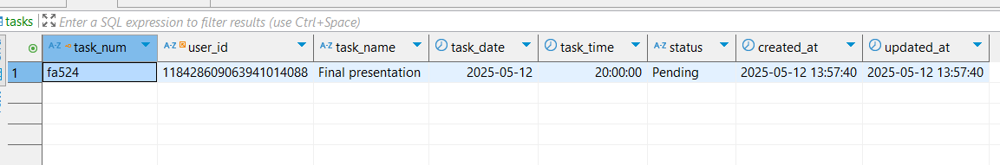 tasks Enter a SQL expression to filter results (use Ctrl+Space)
A-Z task_num A-Z user_id A-Z task_name task_date task_time A-Z status created_at updated_at
1 fa524 118428609063941014088 Final presentation 2025-05-12 20:00:00 Pending 2025-05-12 13:57:40 2025-05-12 13:57:40